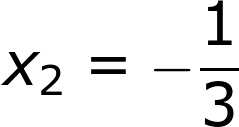 x₂ = −1/3